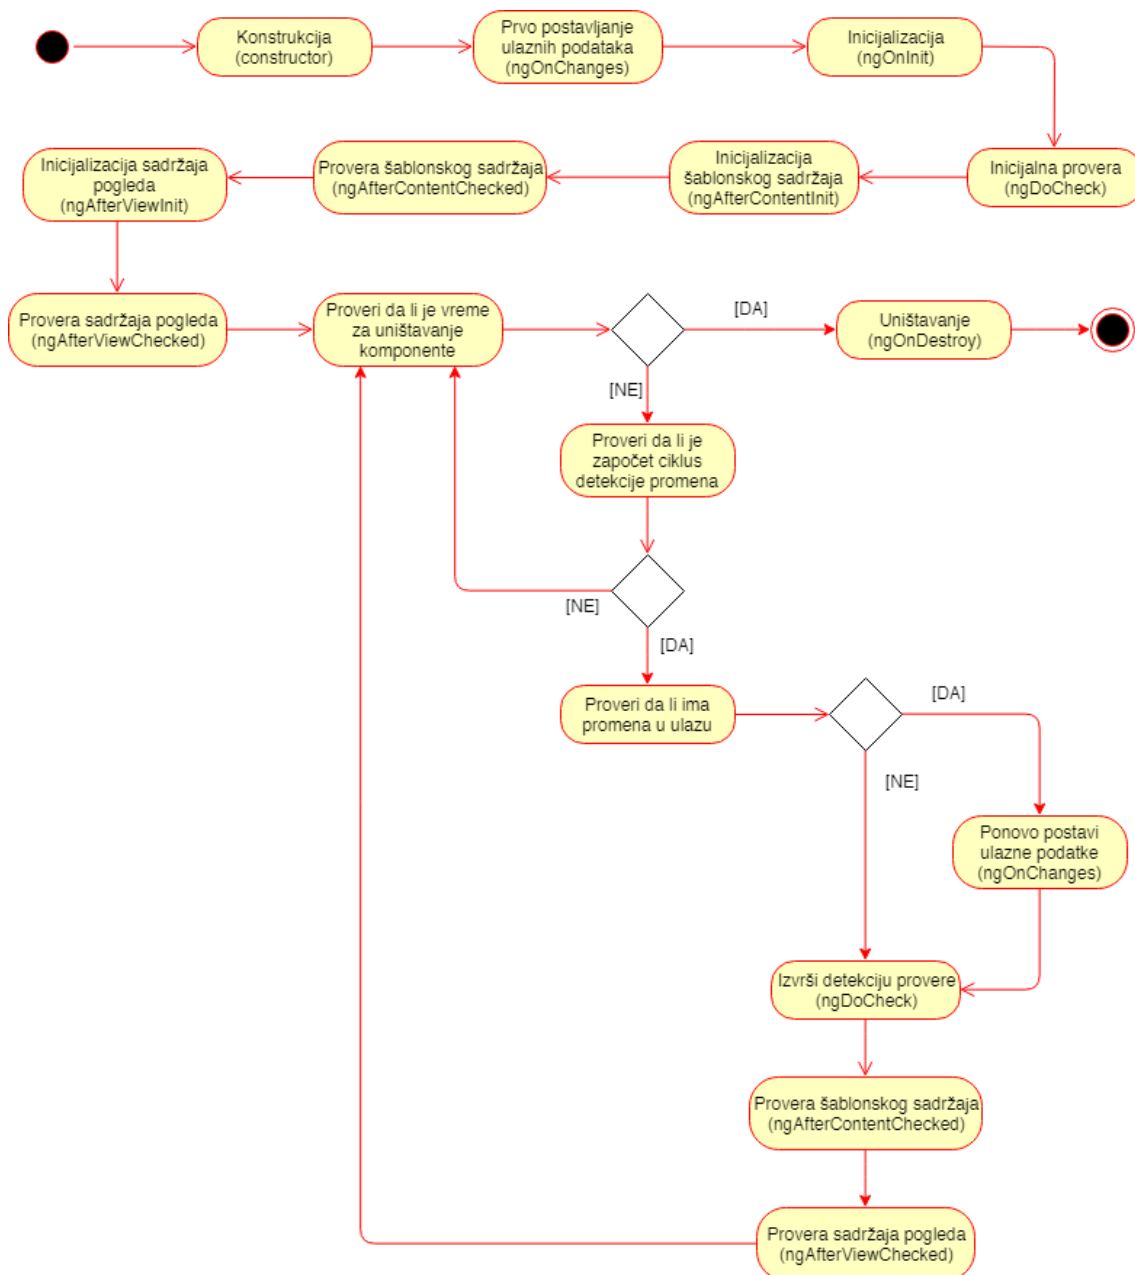 Konstrukcija
(constructor)
Prvo postavljanje
ulaznih podataka
(ngOnChanges)
Inicijalizacija
(ngOnInit)
Inicijalizacija sadržaja
pogleda
(ngAfterViewInit)
Provera šablonskog sadržaja
(ngAfterContentChecked)
Inicijalizacija
šablonskog sadržaja
(ngAfterContentInit)
Inicijalna provera
(ngDoCheck)
Provera sadržaja pogleda
(ngAfterViewChecked)
Proveri da li je vreme
za uništavanje
komponente
[DA]
Uništavanje
(ngOnDestroy)
[NE]
Proveri da li je
započet ciklus
detekcije promena
[NE]
[DA]
Proveri da li ima
promena u ulazu
[DA]
[NE]
Ponovo postavi
ulazne podatke
(ngOnChanges)
Izvrši detekciju provere
(ngDoCheck)
Provera šablonskog sadržaja
(ngAfterContentChecked)
Provera sadržaja pogleda
(ngAfterViewChecked)